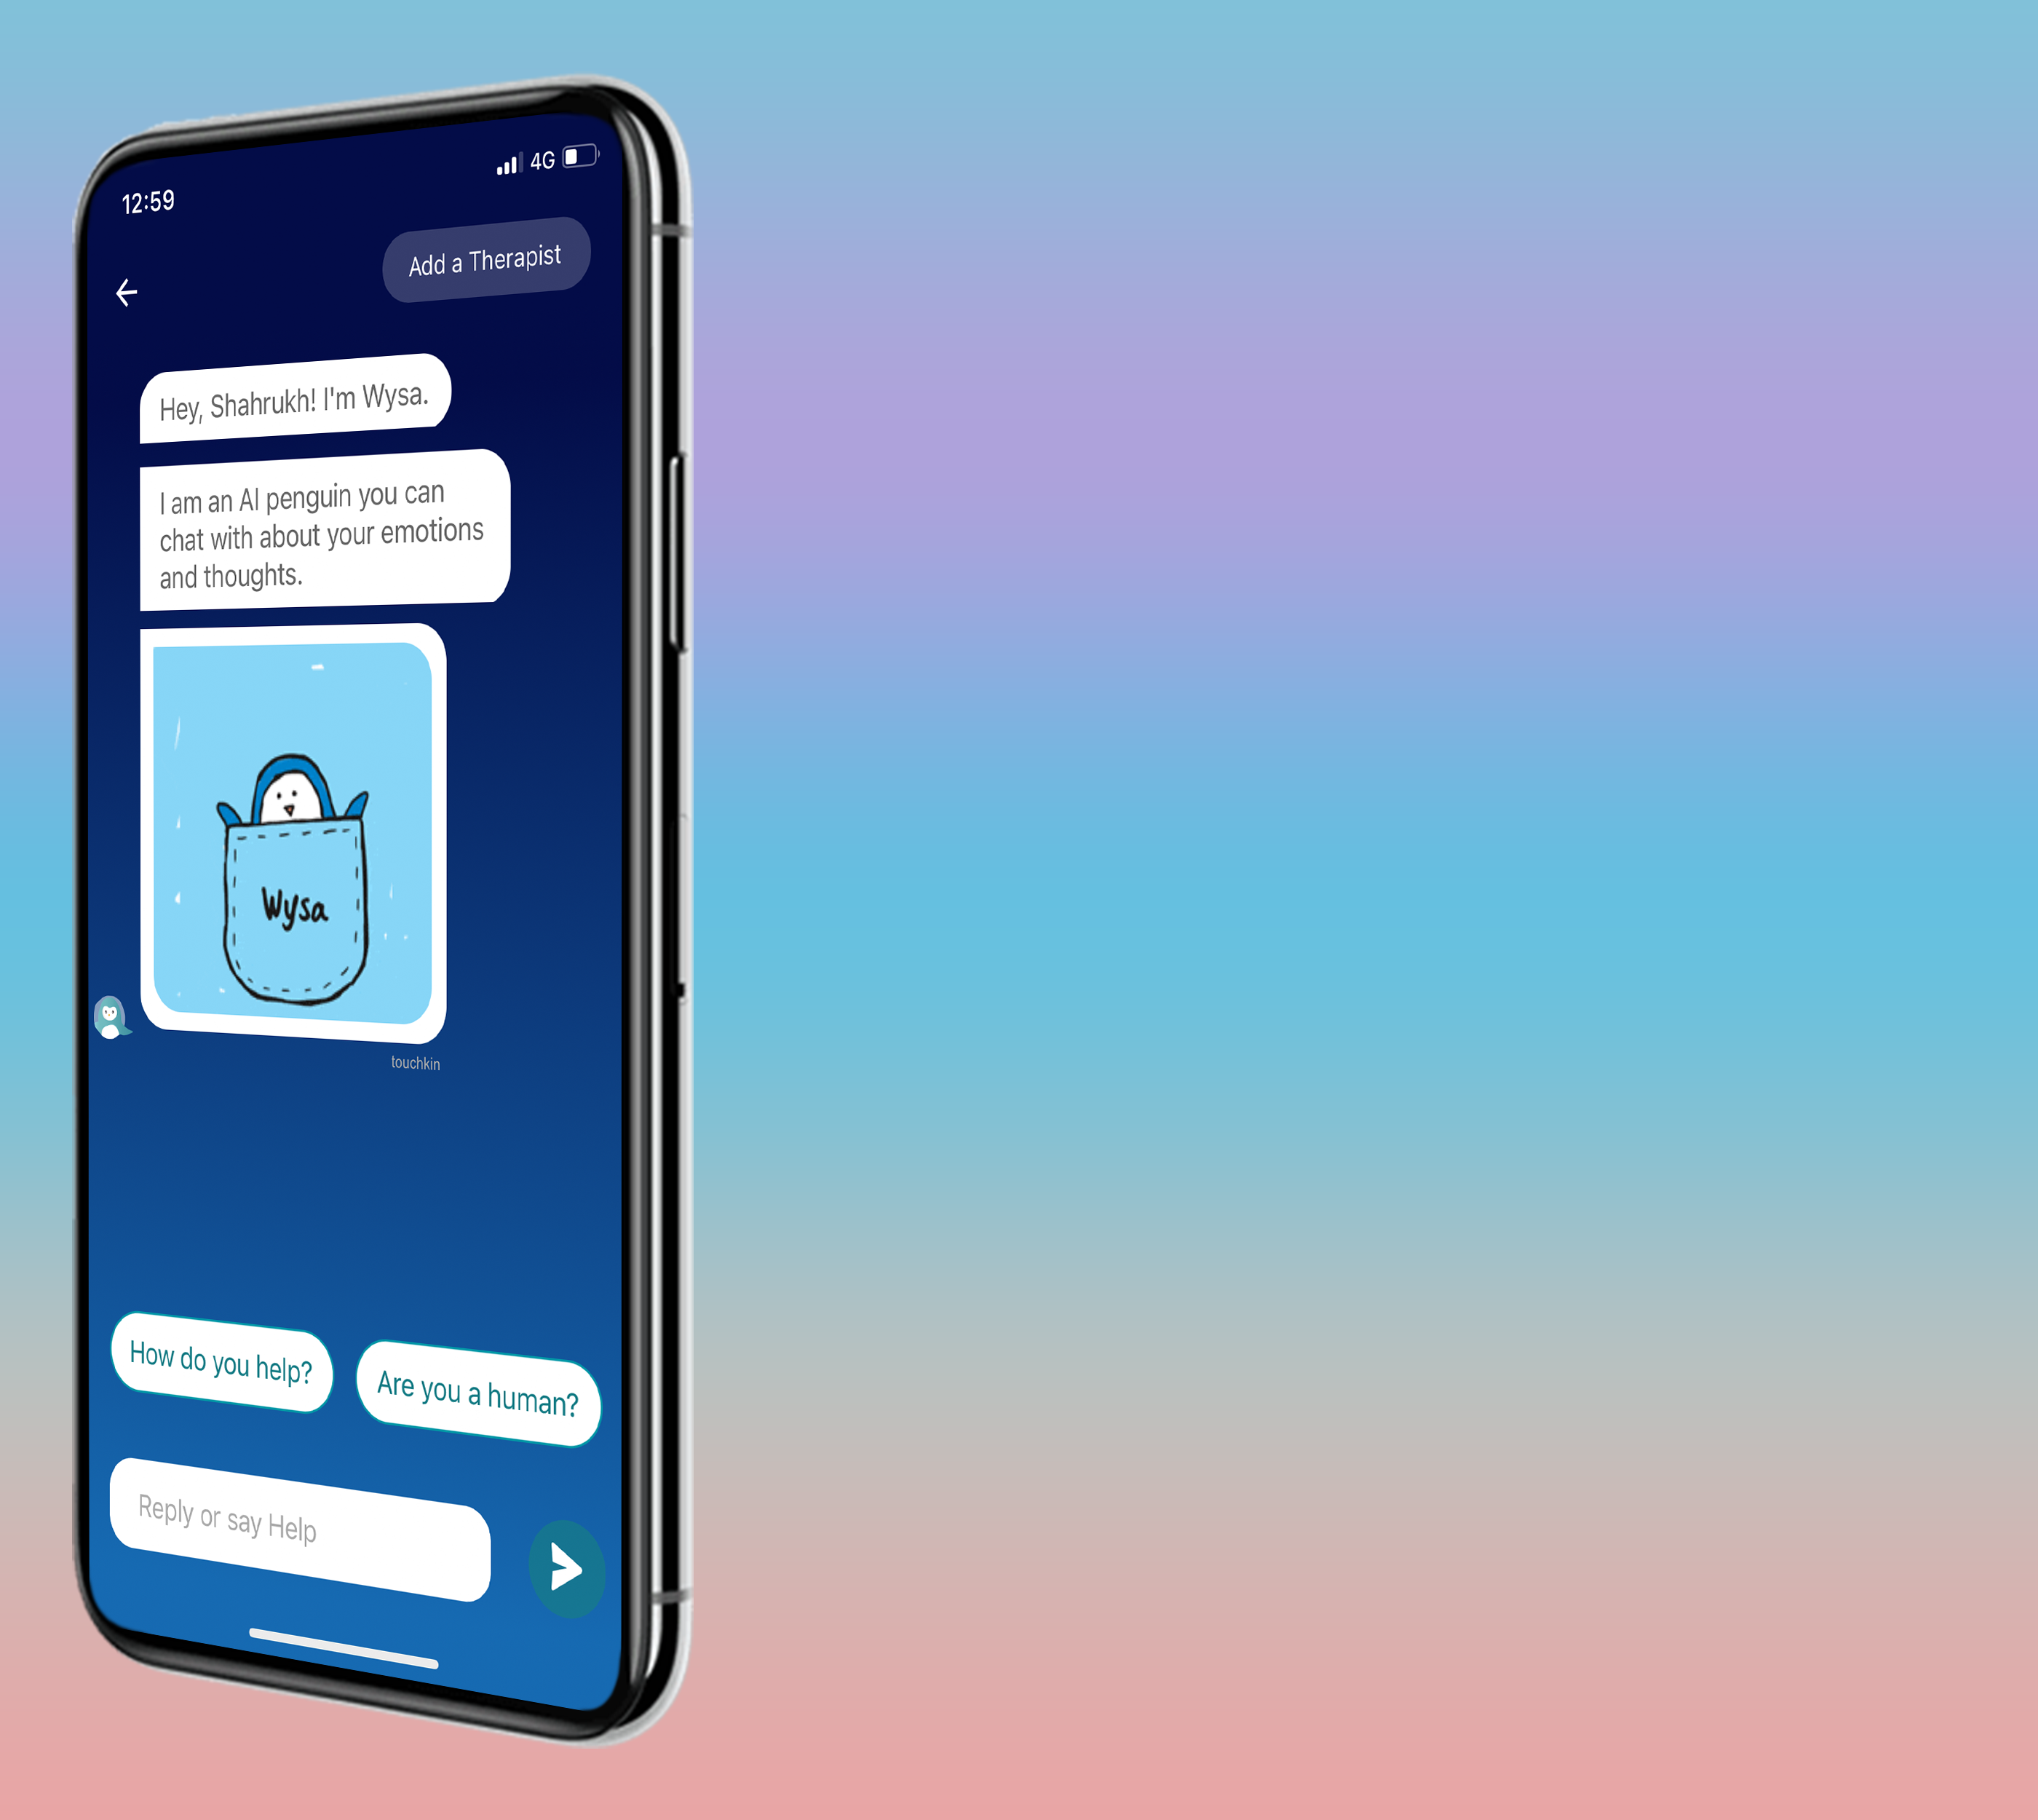 12:59
4G
Add a Therapist
Hey, Shahrukh! I'm Wysa.
I am an AI penguin you can
chat with about your emotions
and thoughts.
Wysa
touchkin
How do you help?
Are you a human?
Reply or say Help